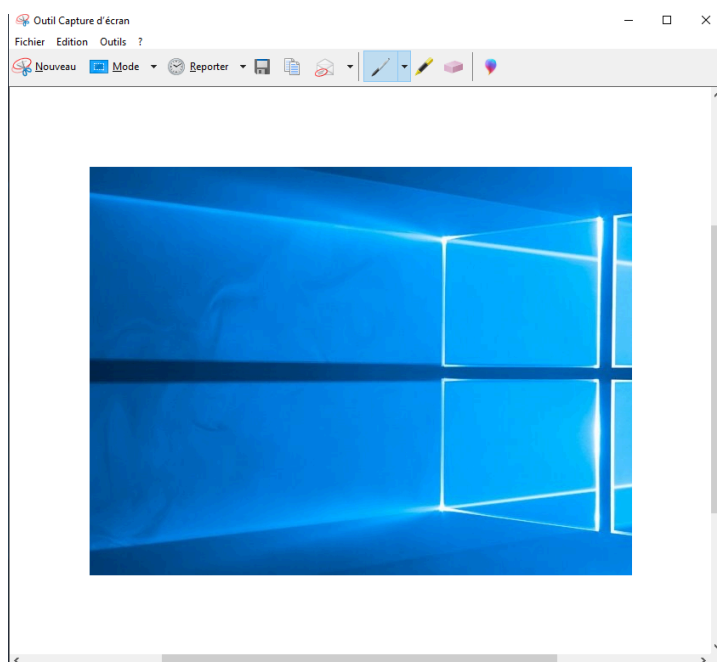 Outil Capture d'écran
Fichier Edition Outils ?
Nouveau Mode Reporter